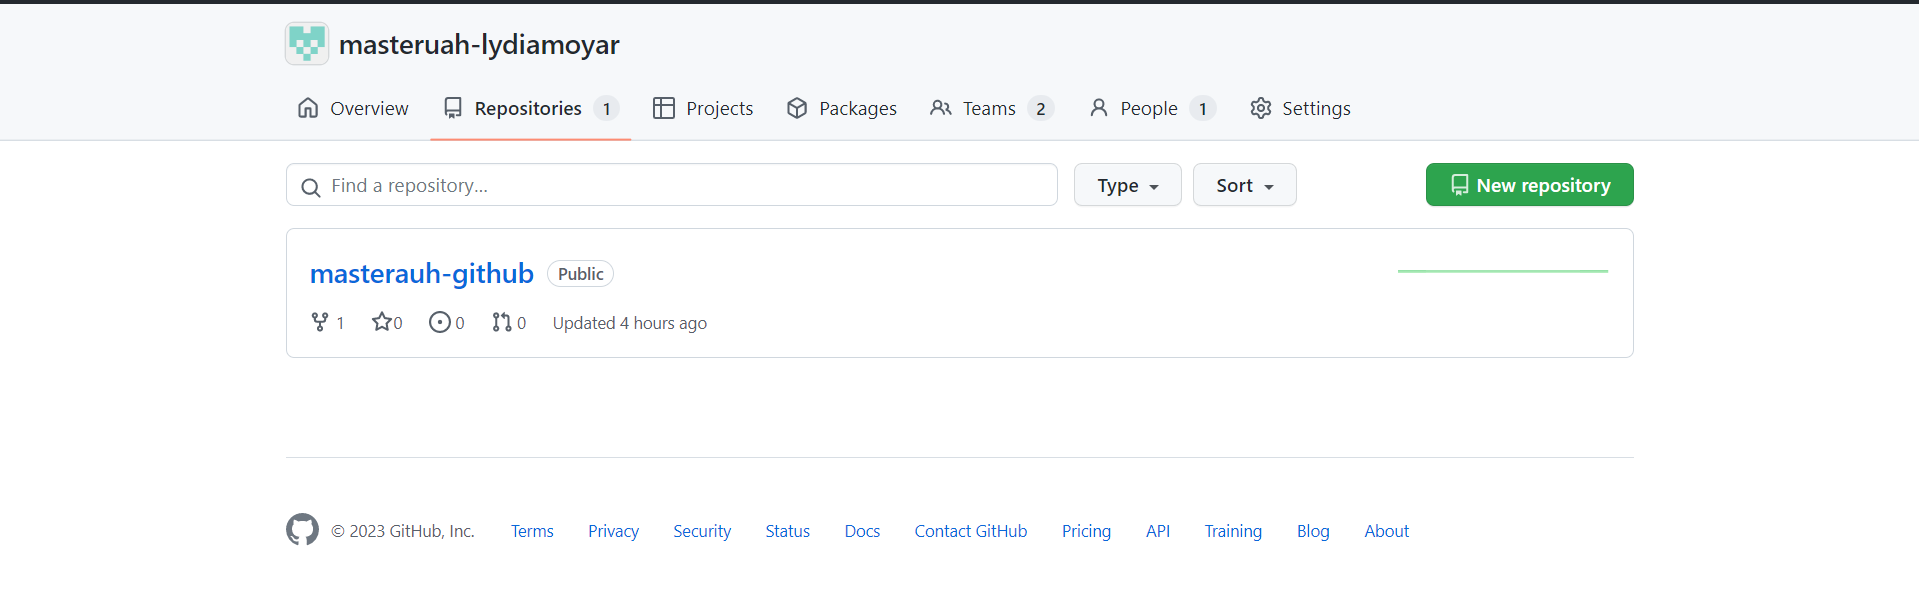 masteruah-lydiamoyar
Overview Repositories 1 Projects Packages Teams 2 People 1 Settings
Find a repository... Type Sort New repository
masterauh-github Public
1 0 0 0 Updated 4 hours ago
© 2023 GitHub, Inc. Terms Privacy Security Status Docs Contact GitHub Pricing API Training Blog About